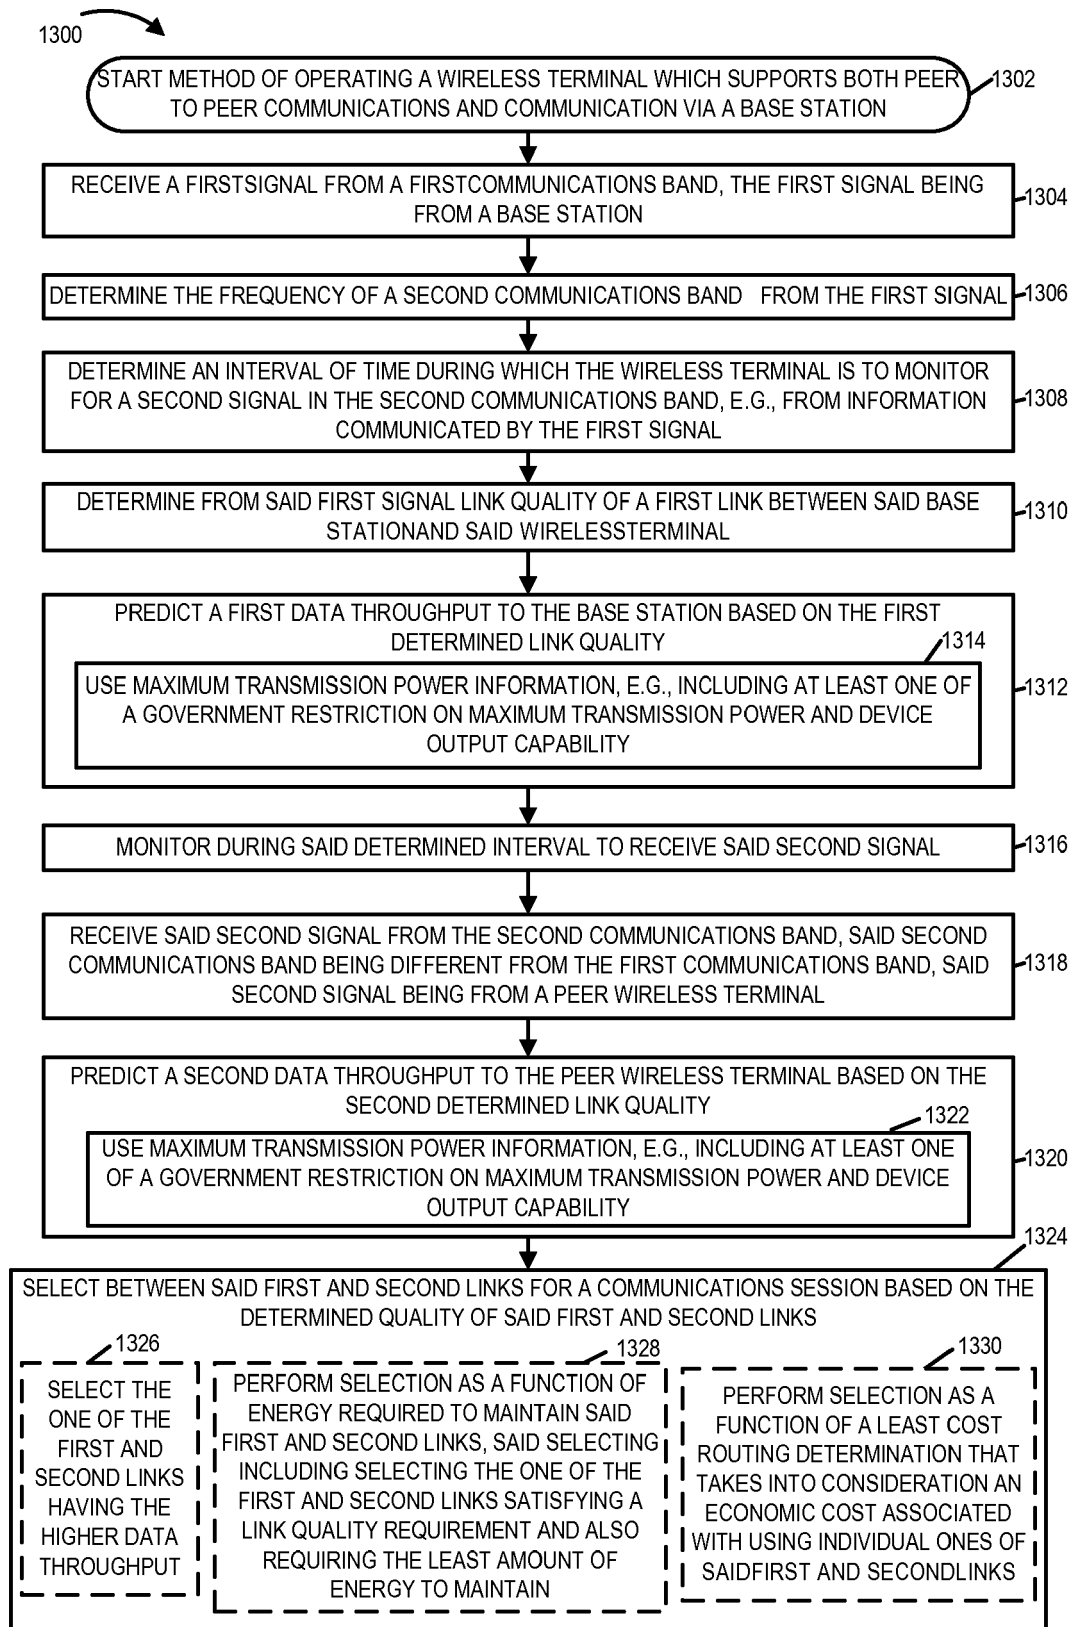 1300
START METHOD OF OPERATING A WIRELESS TERMINAL WHICH SUPPORTS BOTH PEER
TO PEER COMMUNICATIONS AND COMMUNICATION VIA A BASE STATION
1302
RECEIVE A FIRSTSIGNAL FROM A FIRSTCOMMUNICATIONS BAND, THE FIRST SIGNAL BEING
FROM A BASE STATION
1304
DETERMINE THE FREQUENCY OF A SECOND COMMUNICATIONS BAND FROM THE FIRST SIGNAL
1306
DETERMINE AN INTERVAL OF TIME DURING WHICH THE WIRELESS TERMINAL IS TO MONITOR
FOR A SECOND SIGNAL IN THE SECOND COMMUNICATIONS BAND, E.G., FROM INFORMATION
COMMUNICATED BY THE FIRST SIGNAL
1308
DETERMINE FROM SAID FIRST SIGNAL LINK QUALITY OF A FIRST LINK BETWEEN SAID BASE
STATIONAND SAID WIRELESSTERMINAL
1310
PREDICT A FIRST DATA THROUGHPUT TO THE BASE STATION BASED ON THE FIRST
DETERMINED LINK QUALITY
1314
USE MAXIMUM TRANSMISSION POWER INFORMATION, E.G., INCLUDING AT LEAST ONE OF
A GOVERNMENT RESTRICTION ON MAXIMUM TRANSMISSION POWER AND DEVICE
OUTPUT CAPABILITY
1312
MONITOR DURING SAID DETERMINED INTERVAL TO RECEIVE SAID SECOND SIGNAL
1316
RECEIVE SAID SECOND SIGNAL FROM THE SECOND COMMUNICATIONS BAND, SAID SECOND
COMMUNICATIONS BAND BEING DIFFERENT FROM THE FIRST COMMUNICATIONS BAND, SAID
SECOND SIGNAL BEING FROM A PEER WIRELESS TERMINAL
1318
PREDICT A SECOND DATA THROUGHPUT TO THE PEER WIRELESS TERMINAL BASED ON THE
SECOND DETERMINED LINK QUALITY
1322
USE MAXIMUM TRANSMISSION POWER INFORMATION, E.G., INCLUDING AT LEAST ONE
OF A GOVERNMENT RESTRICTION ON MAXIMUM TRANSMISSION POWER AND DEVICE
OUTPUT CAPABILITY
1320
1324
SELECT BETWEEN SAID FIRST AND SECOND LINKS FOR A COMMUNICATIONS SESSION BASED ON THE
DETERMINED QUALITY OF SAID FIRST AND SECOND LINKS
1326
SELECT THE
ONE OF THE
FIRST AND
SECOND LINKS
HAVING THE
HIGHER DATA
THROUGHPUT
1328
PERFORM SELECTION AS A FUNCTION OF
ENERGY REQUIRED TO MAINTAIN SAID
FIRST AND SECOND LINKS, SAID SELECTING
INCLUDING SELECTING THE ONE OF THE
FIRST AND SECOND LINKS SATISFYING A
LINK QUALITY REQUIREMENT AND ALSO
REQUIRING THE LEAST AMOUNT OF
ENERGY TO MAINTAIN
1330
PERFORM SELECTION AS A
FUNCTION OF A LEAST COST
ROUTING DETERMINATION THAT
TAKES INTO CONSIDERATION AN
ECONOMIC COST ASSOCIATED
WITH USING INDIVIDUAL ONES OF
SAIDFIRST AND SECONDLINKS